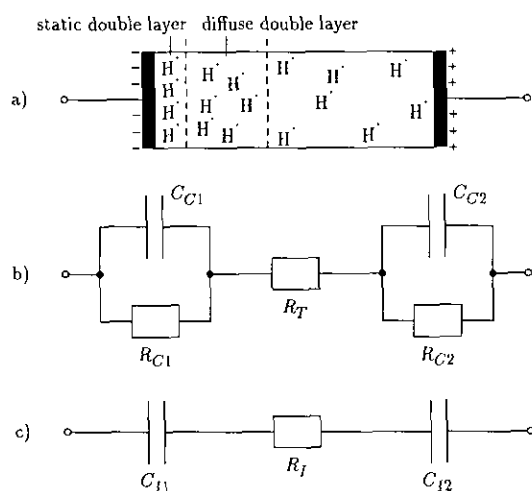 static double layer diffuse double layer
a)
− − − − − −
H· H· H· H·
H· H· H· H· H· H· H·
H· H· H· H· H· H· H·
+ + + + + + + +
C_C1 C_C2
b)
R_T
R_C1 R_C2
c)
C_I1 R_I C_I2